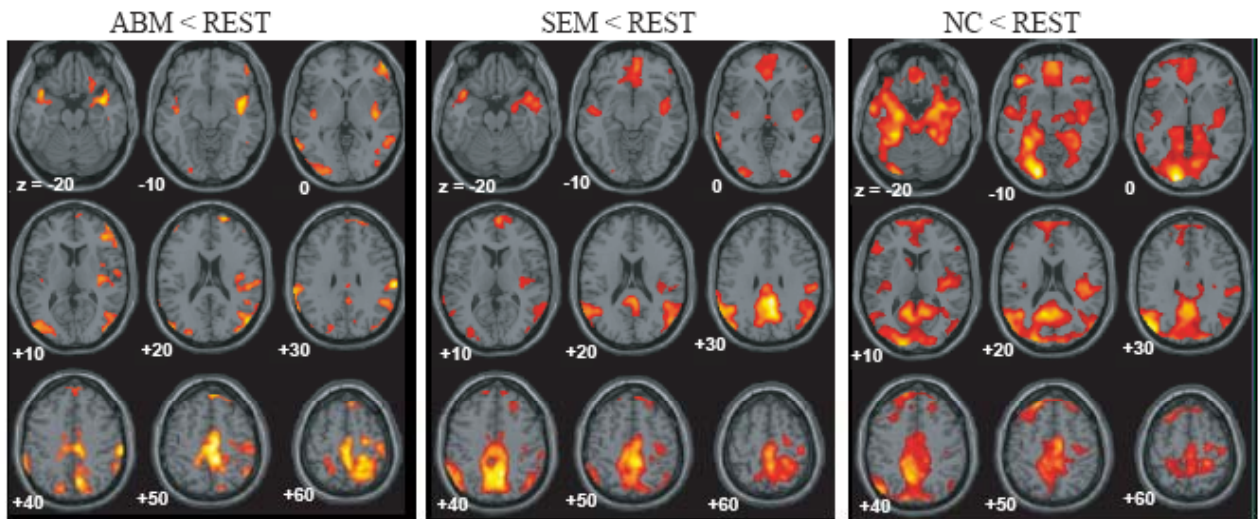 ABM < REST
z = -20 -10 0
+10 +20 +30
+40 +50 +60
SEM < REST
z = -20 -10 0
+10 +20 +30
+40 +50 +60
NC < REST
z = -20 -10 0
+10 +20 +30
+40 +50 +60